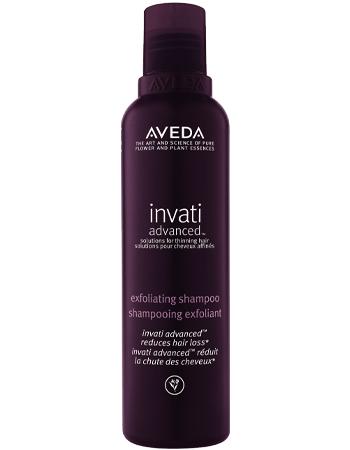 AVEDA
THE ART AND SCIENCE OF PURE
FLOWER AND PLANT ESSENCES
invati
advanced™
solutions for thinning hair
solutions pour cheveux affinés
exfoliating shampoo
shampooing exfoliant
invati advanced™
reduces hair loss*
invati advanced™ réduit
la chute des cheveux*